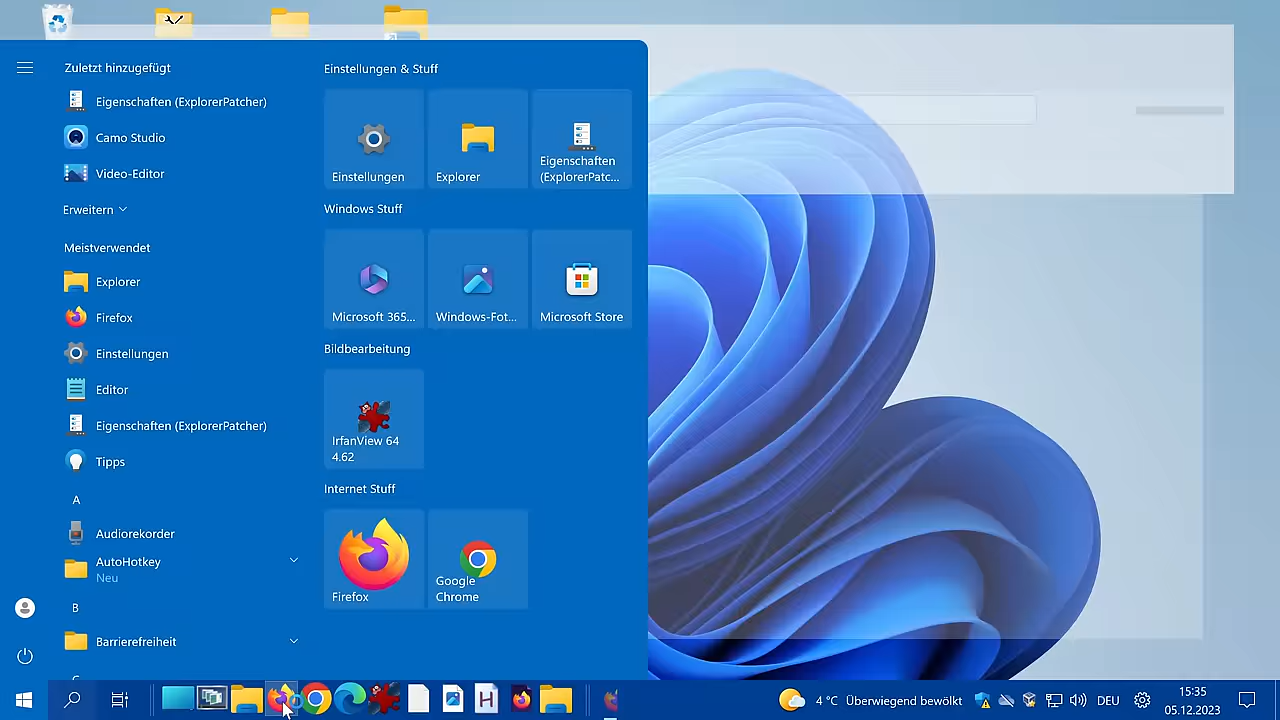 Zuletzt hinzugefügt
Eigenschaften (ExplorerPatcher)
Camo Studio
Video-Editor
Erweitern
Meistverwendet
Explorer
Firefox
Einstellungen
Editor
Eigenschaften (ExplorerPatcher)
Tipps
A
Audiorekorder
AutoHotkey
Neu
B
Barrierefreiheit
Einstellungen & Stuff
Einstellungen
Explorer
Eigenschaften
(ExplorerPatc...
Windows Stuff
Microsoft 365...
Windows-Fot...
Microsoft Store
Bildbearbeitung
IrfanView 64
4.62
Internet Stuff
Firefox
Google
Chrome
4 °C Überwiegend bewölkt
DEU
15:35
05.12.2023